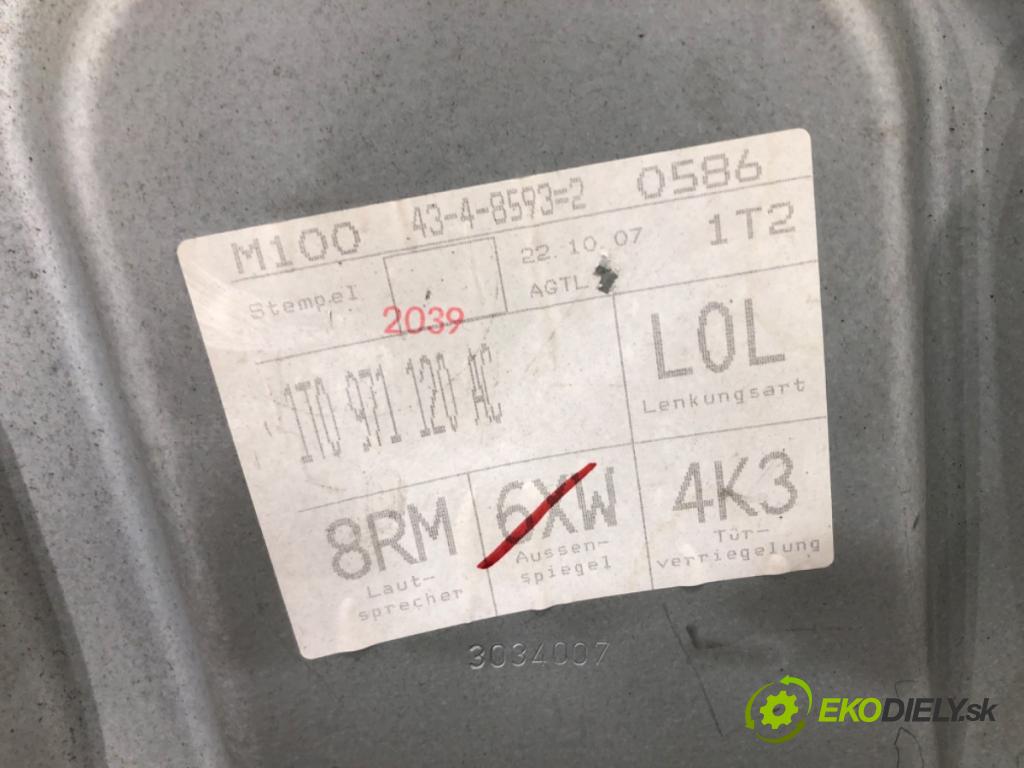 M100 43-4-8593=2 0586
Stempel 22.10.07 1T2
AGTL
2039
1T0 971 120 AC
L0L
Lenkungsart
8RM 6XW 4K3
Laut-
sprecher
Aussen-
spiegel
Tür-
verriegelung
3034007
EKODIELY.sk